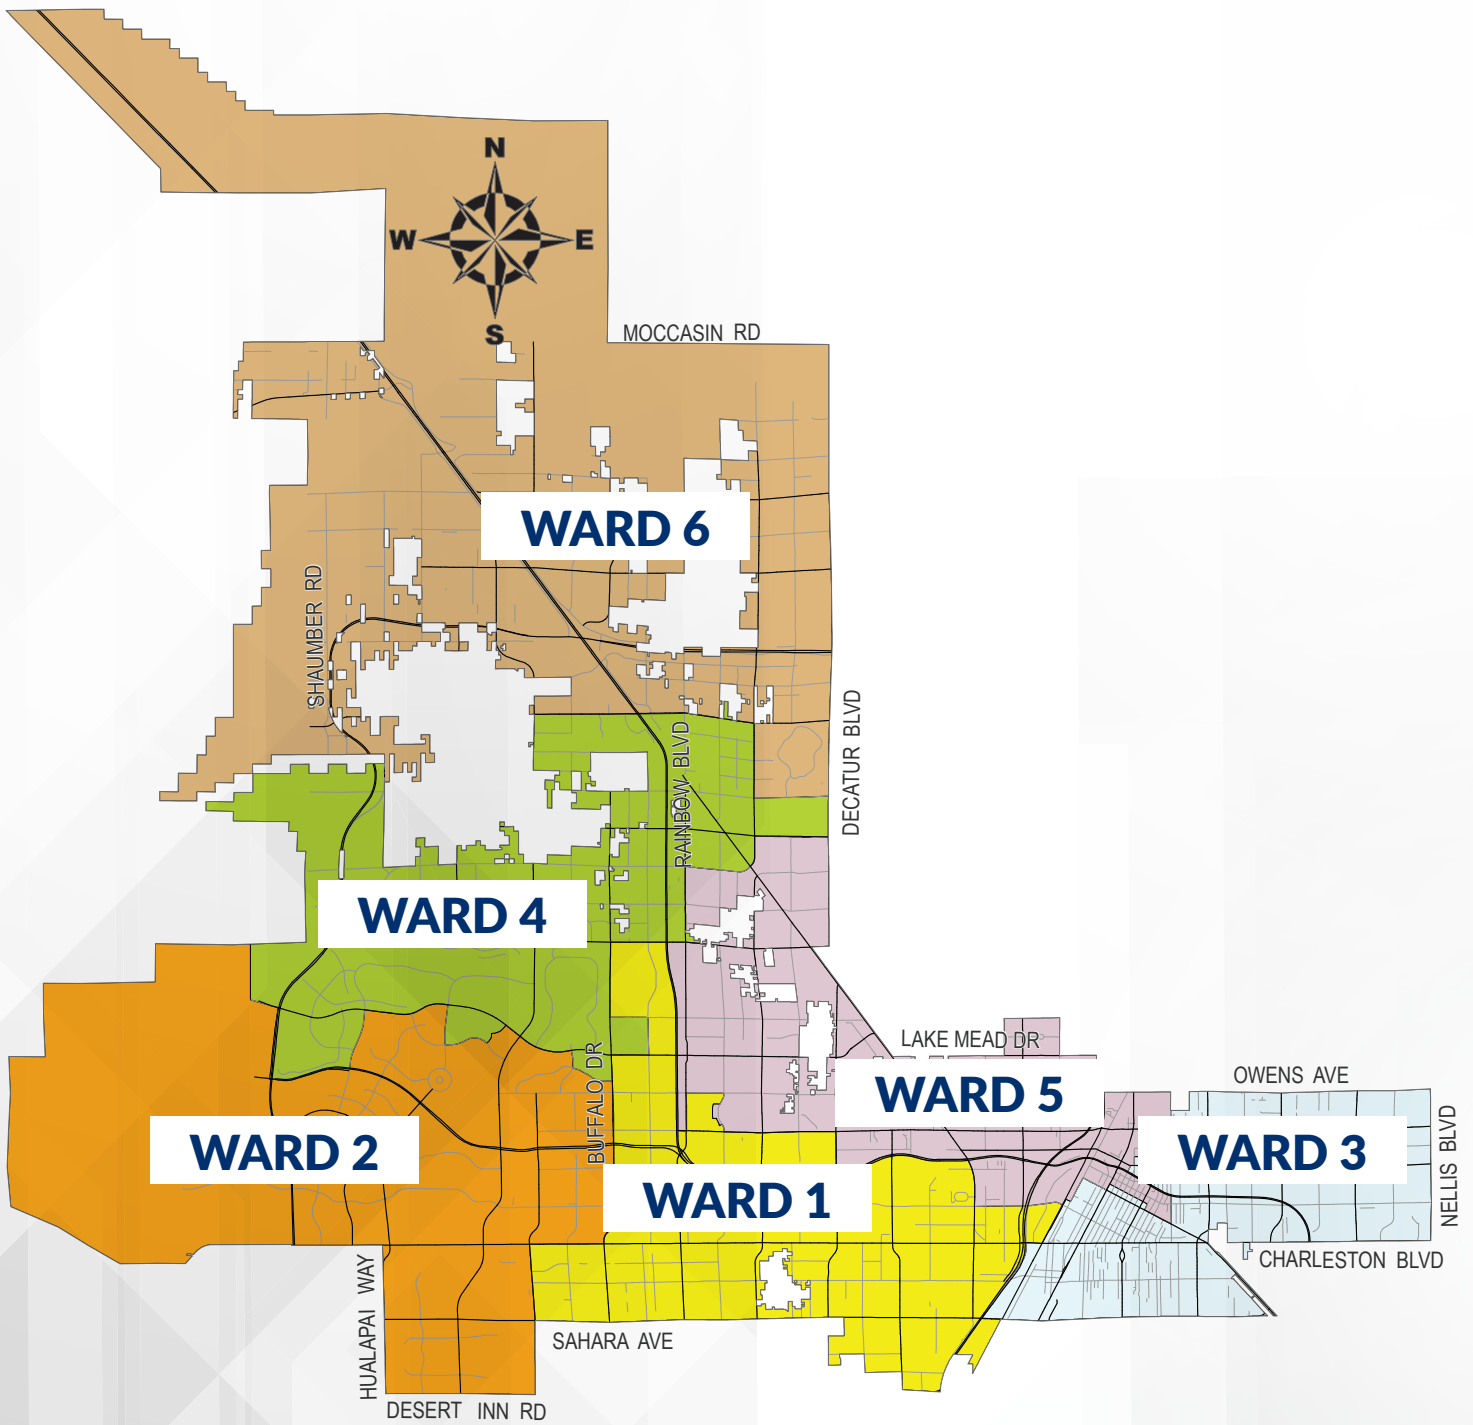 N
W E
S
MOCCASIN RD
WARD 6
SHAUMBER RD
DECATUR BLVD
RAINBOW BLVD
WARD 4
LAKE MEAD DR
BUFFALO DR
OWENS AVE
WARD 5
NELLIS BLVD
WARD 2
WARD 3
WARD 1
HUALAPAI WAY
CHARLESTON BLVD
SAHARA AVE
DESERT INN RD